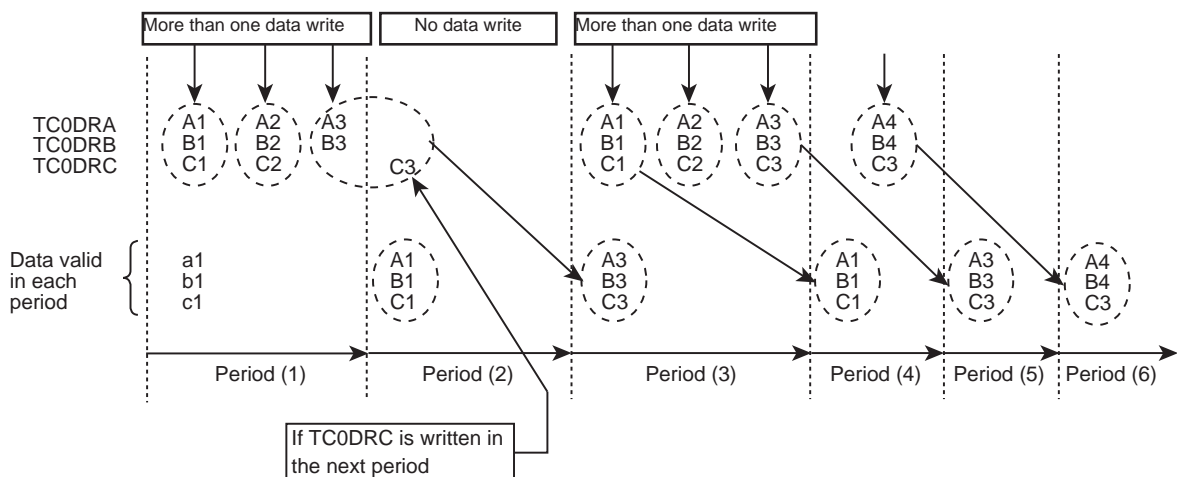 More than one data write No data write More than one data write
TC0DRA A1 A2 A3 A1 A2 A3 A4
TC0DRB B1 B2 B3 B1 B2 B3 B4
TC0DRC C1 C2 C3 C1 C2 C3 C3
Data valid a1 A1 A3 A1 A3 A4
in each b1 B1 B3 B1 B3 B4
period c1 C1 C3 C1 C3 C3
Period (1) Period (2) Period (3) Period (4) Period (5) Period (6)
If TC0DRC is written in
the next period